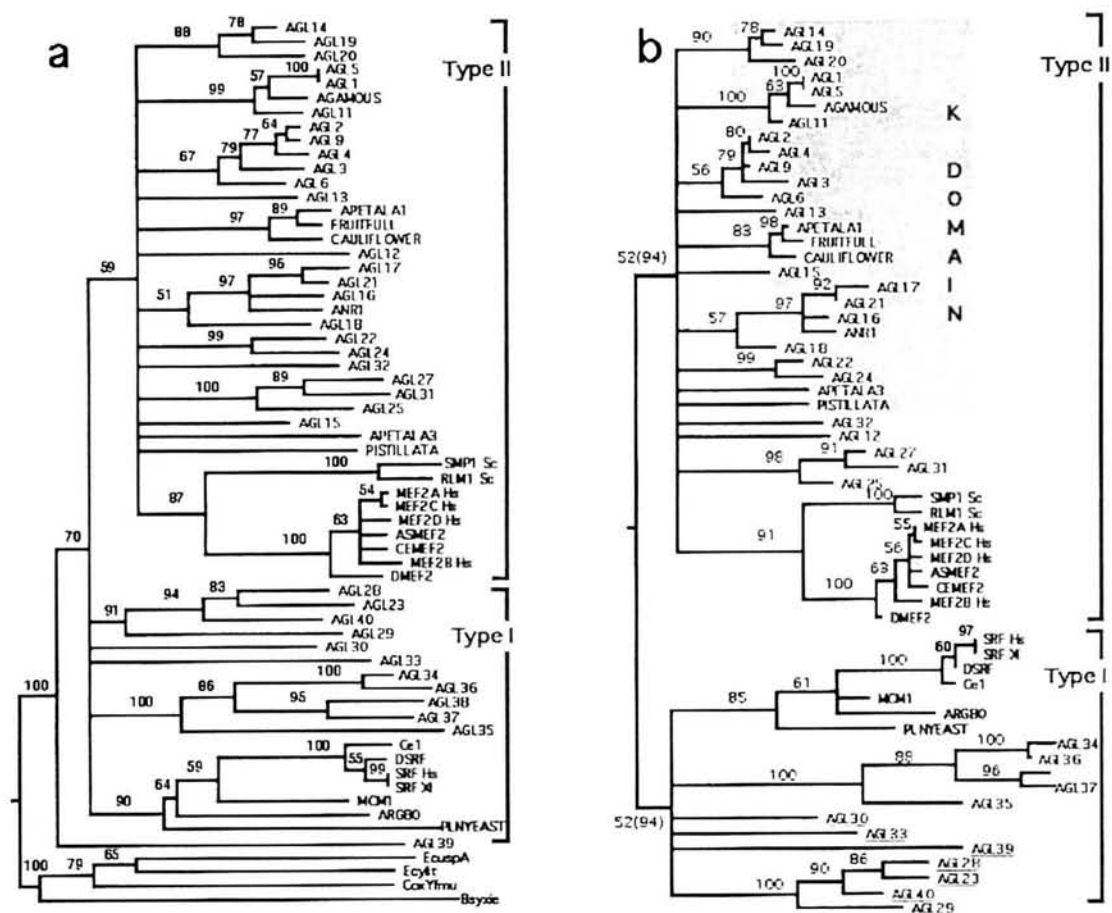 a
Type II
88
78
AGL14
AGL19
AGL20
99
57
100
AGL5
AGL1
AGAMOUS
AGL11
67
79
77
64
AGL2
AGL9
AGL4
AGL3
AGL6
AGL13
97
89
APETALA1
FRUITFULL
CAULIFLOWER
59
AGL12
51
97
96
AGL17
AGL21
AGL16
ANR1
AGL18
99
AGL22
AGL24
AGL32
100
89
AGL27
AGL31
AGL25
AGL15
APETALA3
PISTILLATA
87
100
SMP1 Sc
RLM1 Sc
100
63
54
MEF2A Hs
MEF2C Hs
MEF2D Hs
ASMEF2
CEMEF2
MEF2B Hs
DMEF2
70
Type I
91
94
83
AGL28
AGL23
AGL40
AGL29
AGL30
AGL33
100
86
100
AGL34
AGL36
95
AGL38
AGL37
AGL35
100
90
64
59
100
55
99
Ce1
DSRF
SRF Hs
SRF Xl
MCM1
ARG80
PLNYEAST
AGL39
100
79
65
EcuspA
Ecy4t
CoxYfmu
Bsyxie
b
Type II
K DOMAIN
90
78
AGL14
AGL19
AGL20
100
63
100
AGL1
AGL5
AGAMOUS
AGL11
56
79
80
AGL2
AGL4
AGL9
AGL3
AGL6
AGL13
83
98
APETALA1
FRUITFULL
CAULIFLOWER
52(94)
AGL15
57
97
92
AGL17
AGL21
AGL16
ANR1
AGL18
99
AGL22
AGL24
APETALA3
PISTILLATA
AGL32
AGL12
98
91
AGL27
AGL31
AGL25
91
100
SMP1 Sc
RLM1 Sc
100
63
56
55
MEF2A Hs
MEF2C Hs
MEF2D Hs
ASMEF2
CEMEF2
MEF2B Hs
DMEF2
Type I
85
61
100
60
97
SRF Hs
SRF Xl
DSRF
Ce1
MCM1
ARG80
PLNYEAST
100
88
100
AGL34
AGL36
96
AGL37
AGL35
52(94)
AGL30
AGL33
AGL39
100
90
86
AGL28
AGL23
AGL40
AGL29